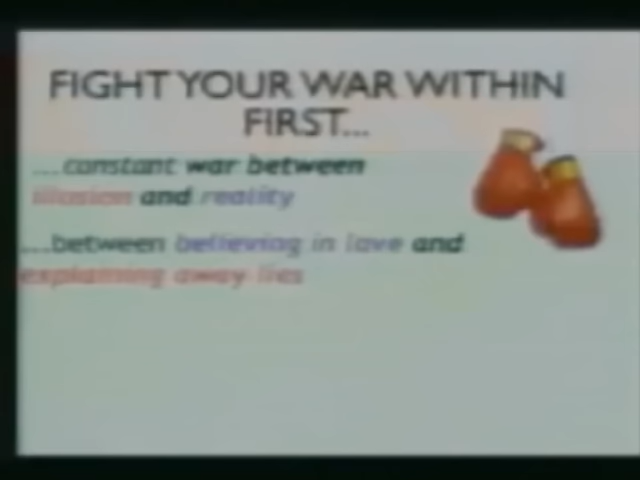 FIGHT YOUR WAR WITHIN
FIRST...
...constant war between
illusion and reality
...between believing in love and
explaining away lies